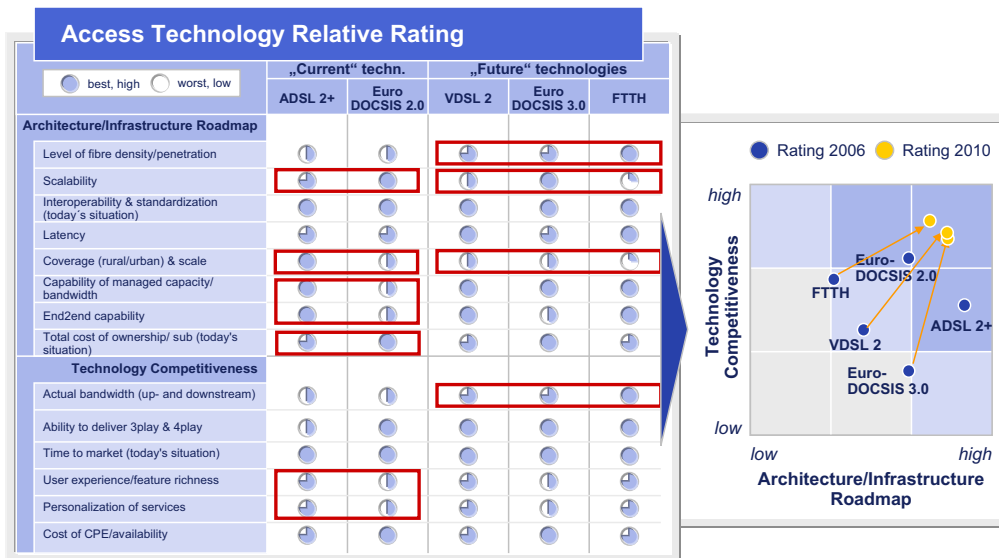 Access Technology Relative Rating
best, high worst, low
„Current“ techn.
„Future“ technologies
ADSL 2+
Euro
DOCSIS 2.0
VDSL 2
Euro
DOCSIS 3.0
FTTH
Architecture/Infrastructure Roadmap
Level of fibre density/penetration
Scalability
Interoperability & standardization
(today´s situation)
Latency
Coverage (rural/urban) & scale
Capability of managed capacity/
bandwidth
End2end capability
Total cost of ownership/ sub (today's
situation)
Technology Competitiveness
Actual bandwidth (up- and downstream)
Ability to deliver 3play & 4play
Time to market (today's situation)
User experience/feature richness
Personalization of services
Cost of CPE/availability
Rating 2006 Rating 2010
high
Technology
Competitiveness
low
Euro-
DOCSIS 2.0
FTTH
ADSL 2+
VDSL 2
Euro-
DOCSIS 3.0
low high
Architecture/Infrastructure
Roadmap